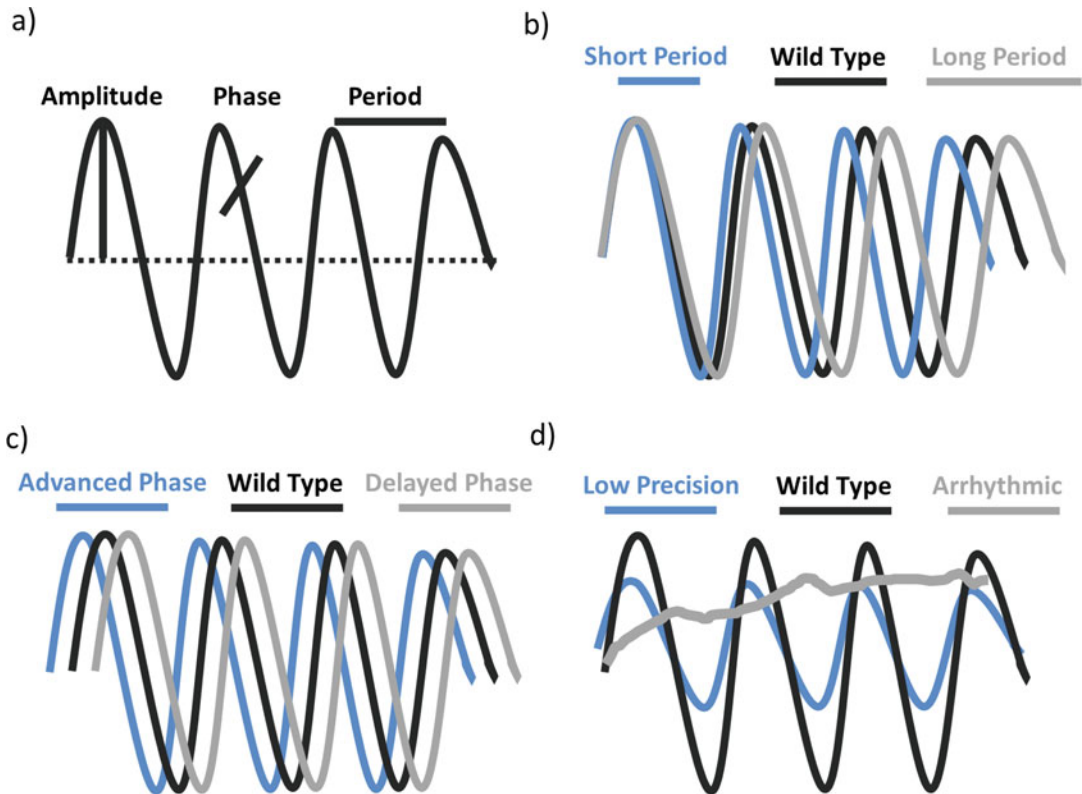 a)
Amplitude Phase Period
b)
Short Period Wild Type Long Period
c)
Advanced Phase Wild Type Delayed Phase
d)
Low Precision Wild Type Arrhythmic